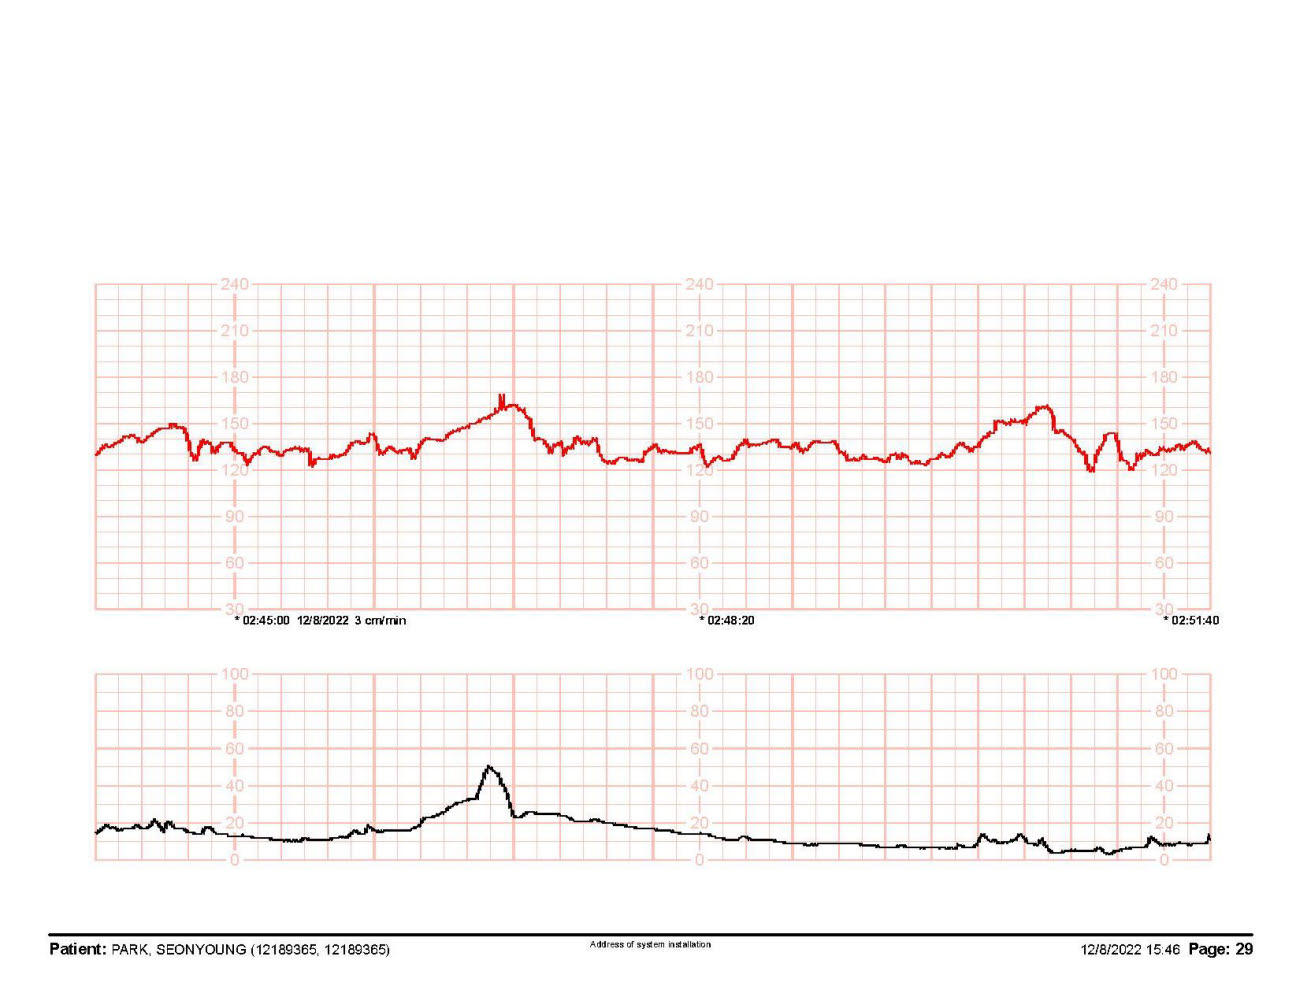 240 240 240
210 210 210
180 180 180
150 150 150
120 120 120
90 90 90
60 60 60
30 30 30
* 02:45:00 12/8/2022 3 cm/min * 02:48:20 * 02:51:40
100 100 100
80 80 80
60 60 60
40 40 40
20 20 20
0 0 0
Patient: PARK, SEONYOUNG (12189365, 12189365) Address of system installation 12/8/2022 15:46 Page: 29